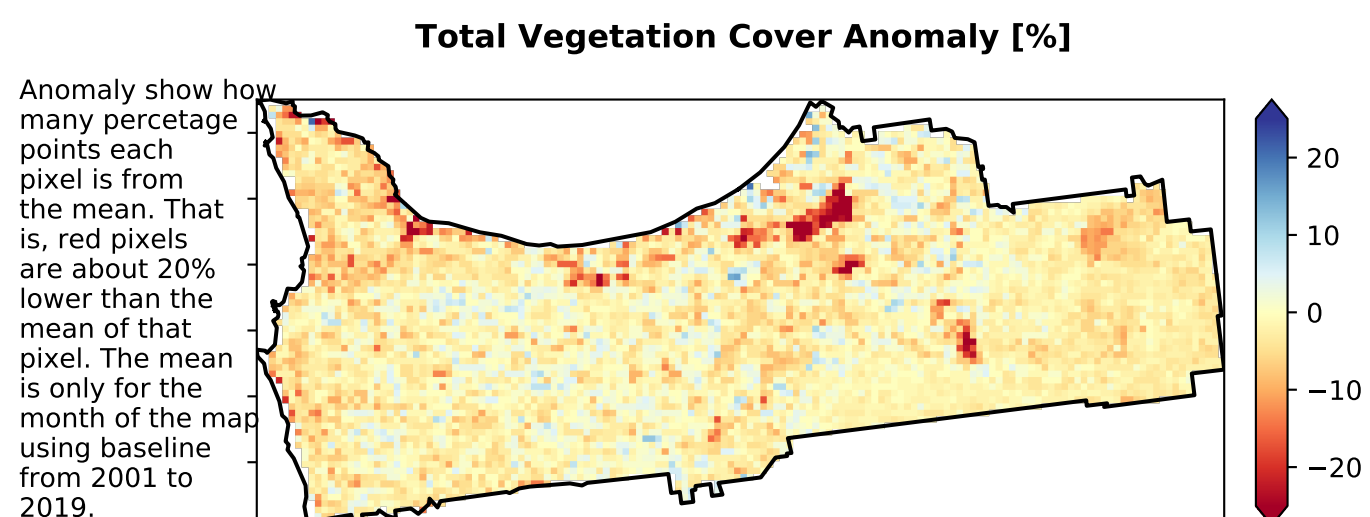 Total Vegetation Cover Anomaly [%]
Anomaly show how
many percetage
points each
pixel is from
the mean. That
is, red pixels
are about 20%
lower than the
mean of that
pixel. The mean
is only for the
month of the map
using baseline
from 2001 to
2019.
20
10
0
−10
−20